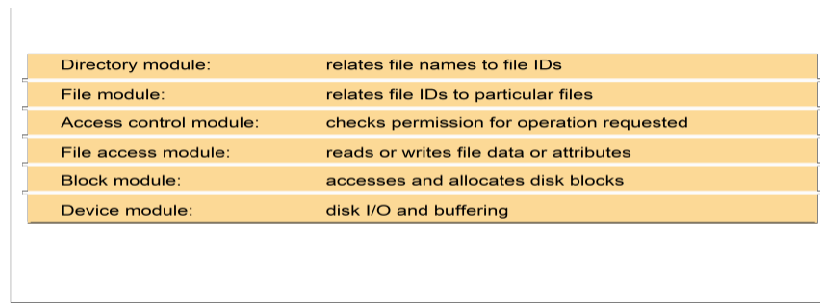 Directory module: relates file names to file IDs
File module: relates file IDs to particular files
Access control module: checks permission for operation requested
File access module: reads or writes file data or attributes
Block module: accesses and allocates disk blocks
Device module: disk I/O and buffering